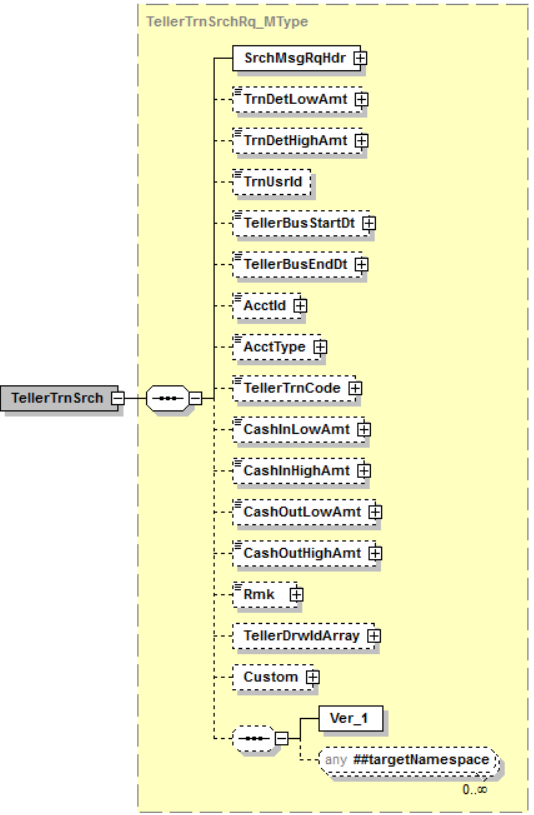 TellerTrnSrchRq_MType
SrchMsgRqHdr
TrnDetLowAmt
TrnDetHighAmt
TrnUsrId
TellerBusStartDt
TellerBusEndDt
AcctId
AcctType
TellerTrnSrch
TellerTrnCode
CashInLowAmt
CashInHighAmt
CashOutLowAmt
CashOutHighAmt
Rmk
TellerDrwIdArray
Custom
Ver_1
any ##targetNamespace
0..∞